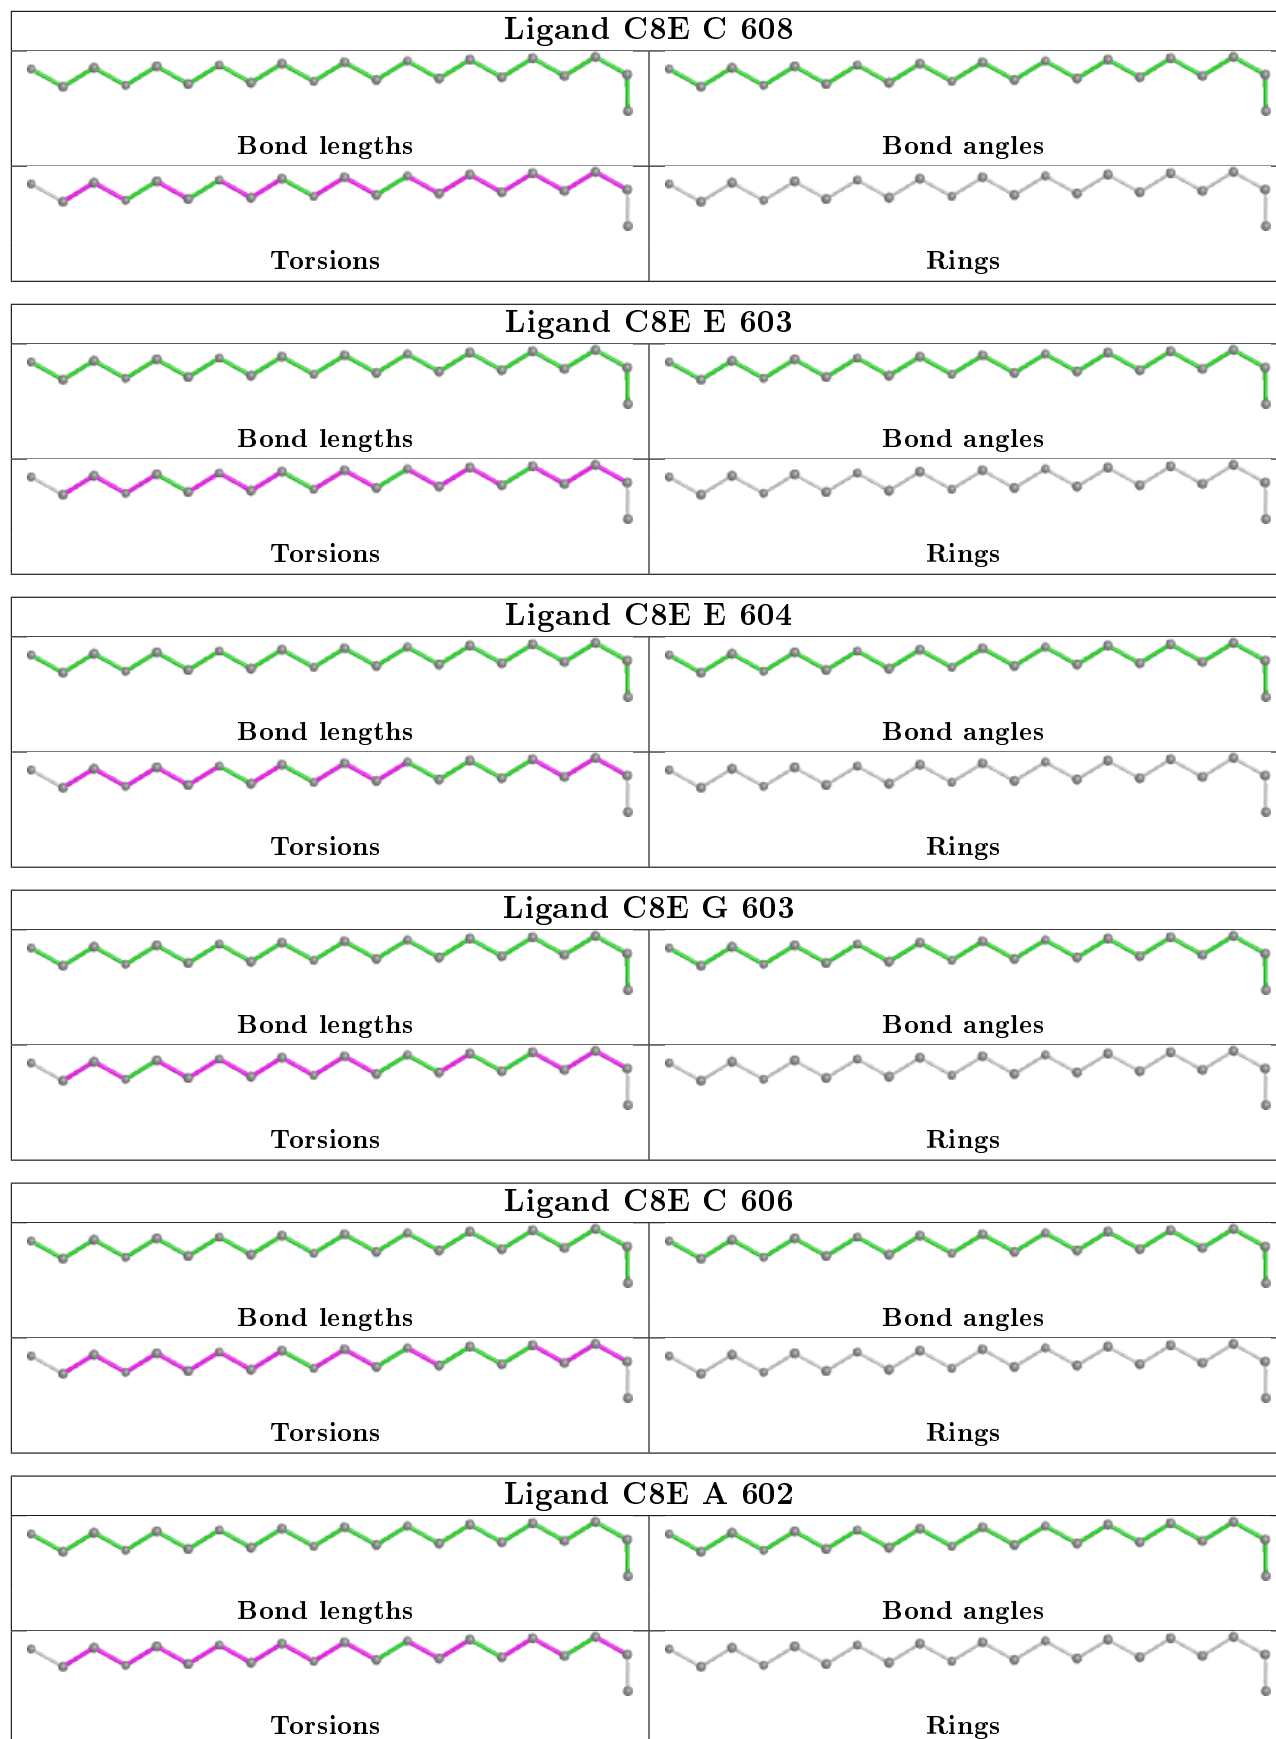 Ligand C8E C 608
Bond lengths Bond angles
Torsions Rings
Ligand C8E E 603
Bond lengths Bond angles
Torsions Rings
Ligand C8E E 604
Bond lengths Bond angles
Torsions Rings
Ligand C8E G 603
Bond lengths Bond angles
Torsions Rings
Ligand C8E C 606
Bond lengths Bond angles
Torsions Rings
Ligand C8E A 602
Bond lengths Bond angles
Torsions Rings